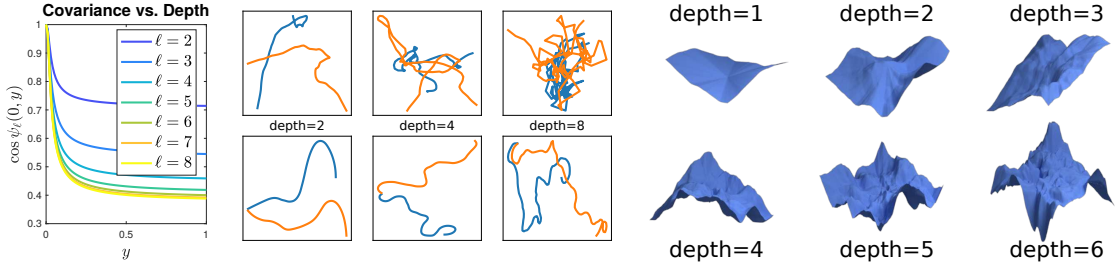 Covariance vs. Depth
cos ψ_ℓ(0, y)
1
0.9
0.8
0.7
0.6
0.5
0.4
0.3
0
0.5
1
y
ℓ = 2
ℓ = 3
ℓ = 4
ℓ = 5
ℓ = 6
ℓ = 7
ℓ = 8
depth=2
depth=4
depth=8
depth=1
depth=2
depth=3
depth=4
depth=5
depth=6